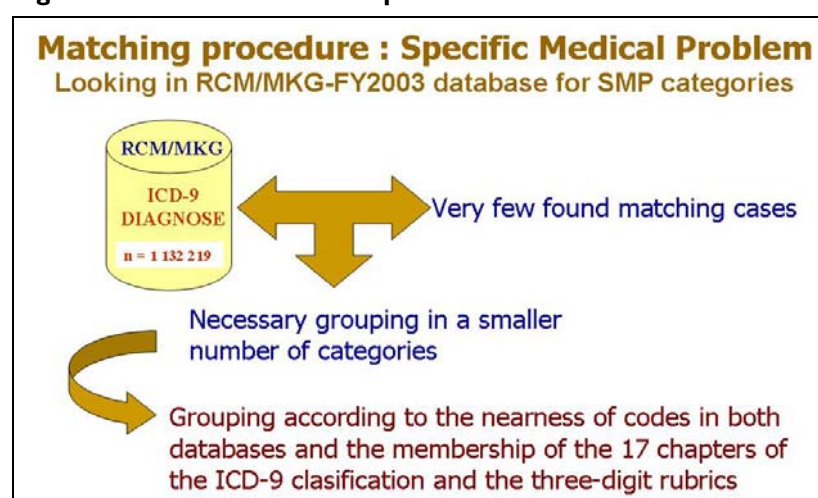 Matching procedure : Specific Medical Problem
Looking in RCM/MKG-FY2003 database for SMP categories
RCM/MKG
ICD-9
DIAGNOSE
n = 1 132 219
Very few found matching cases
Necessary grouping in a smaller
number of categories
Grouping according to the nearness of codes in both
databases and the membership of the 17 chapters of
the ICD-9 clasification and the three-digit rubrics